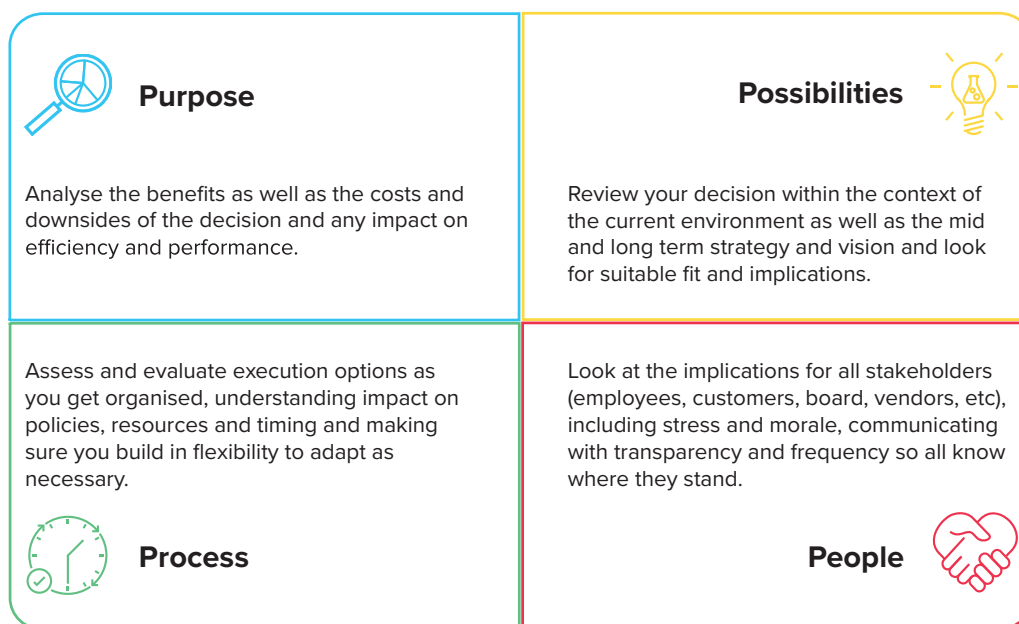 Purpose
Analyse the benefits as well as the costs and
downsides of the decision and any impact on
efficiency and performance.
Possibilities
Review your decision within the context of
the current environment as well as the mid
and long term strategy and vision and look
for suitable fit and implications.
Assess and evaluate execution options as
you get organised, understanding impact on
policies, resources and timing and making
sure you build in flexibility to adapt as
necessary.
Process
Look at the implications for all stakeholders
(employees, customers, board, vendors, etc),
including stress and morale, communicating
with transparency and frequency so all know
where they stand.
People